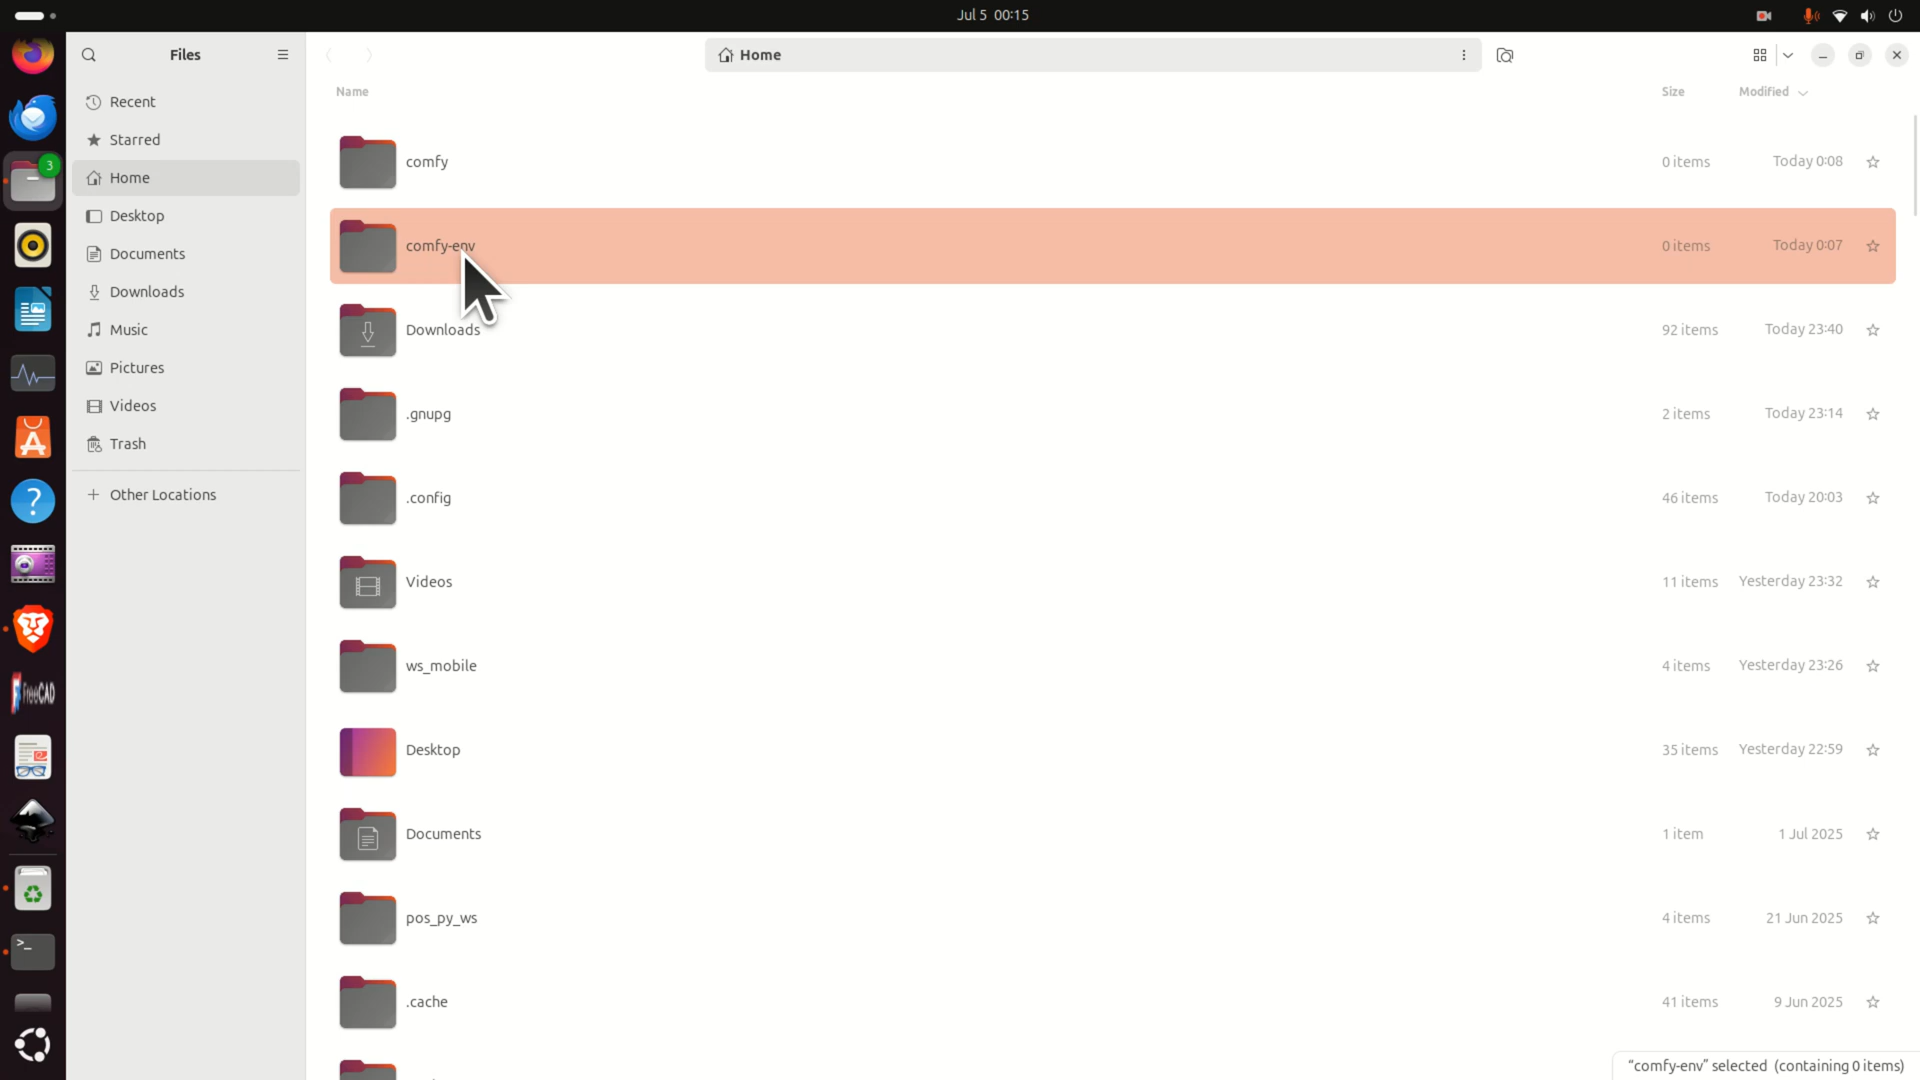 Jul 5 00:15
Files
Home
Recent
Starred
Home
Desktop
Documents
Downloads
Music
Pictures
Videos
Trash
Other Locations
3
FreeCAD
Name Size Modified
comfy 0 items Today 0:08
comfy-env 0 items Today 0:07
Downloads 92 items Today 23:40
.gnupg 2 items Today 23:14
.config 46 items Today 20:03
Videos 11 items Yesterday 23:32
ws_mobile 4 items Yesterday 23:26
Desktop 35 items Yesterday 22:59
Documents 1 item 1 Jul 2025
pos_py_ws 4 items 21 Jun 2025
.cache 41 items 9 Jun 2025
“comfy-env” selected (containing 0 items)